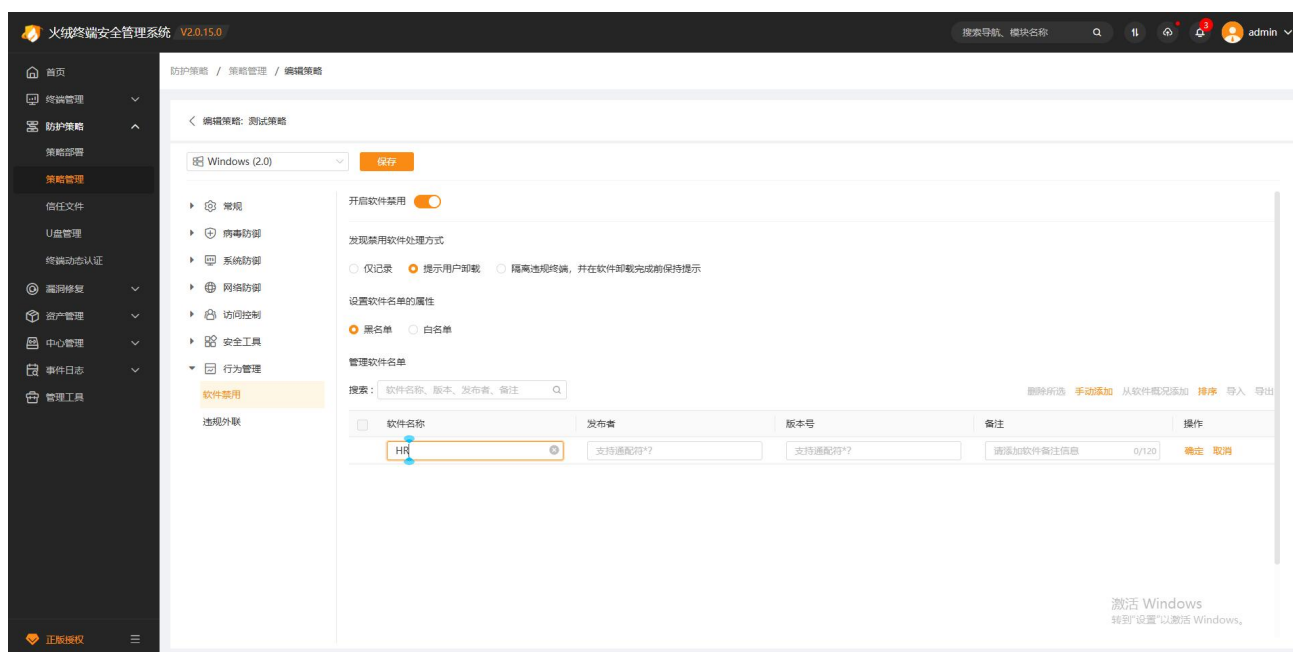 火绒终端安全管理系统 V2.0.15.0
搜索导航、模块名称
3
admin
首页
终端管理
防护策略
策略部署
策略管理
信任文件
U盘管理
终端动态认证
漏洞修复
资产管理
中心管理
事件日志
管理工具
正版授权
防护策略 / 策略管理 / 编辑策略
编辑策略: 测试策略
Windows (2.0)
保存
常规
病毒防御
系统防御
网络防御
访问控制
安全工具
行为管理
软件禁用
违规外联
开启软件禁用
发现禁用软件处理方式
仅记录 提示用户卸载 隔离违规终端，并在软件卸载完成前保持提示
设置软件名单的属性
黑名单 白名单
管理软件名单
搜索： 软件名称、版本、发布者、备注
删除所选 手动添加 从软件概况添加 排序 导入 导出
软件名称 发布者 版本号 备注 操作
HR 支持通配符*? 支持通配符*? 请添加软件备注信息 0/120 确定 取消
激活 Windows
转到"设置"以激活 Windows。